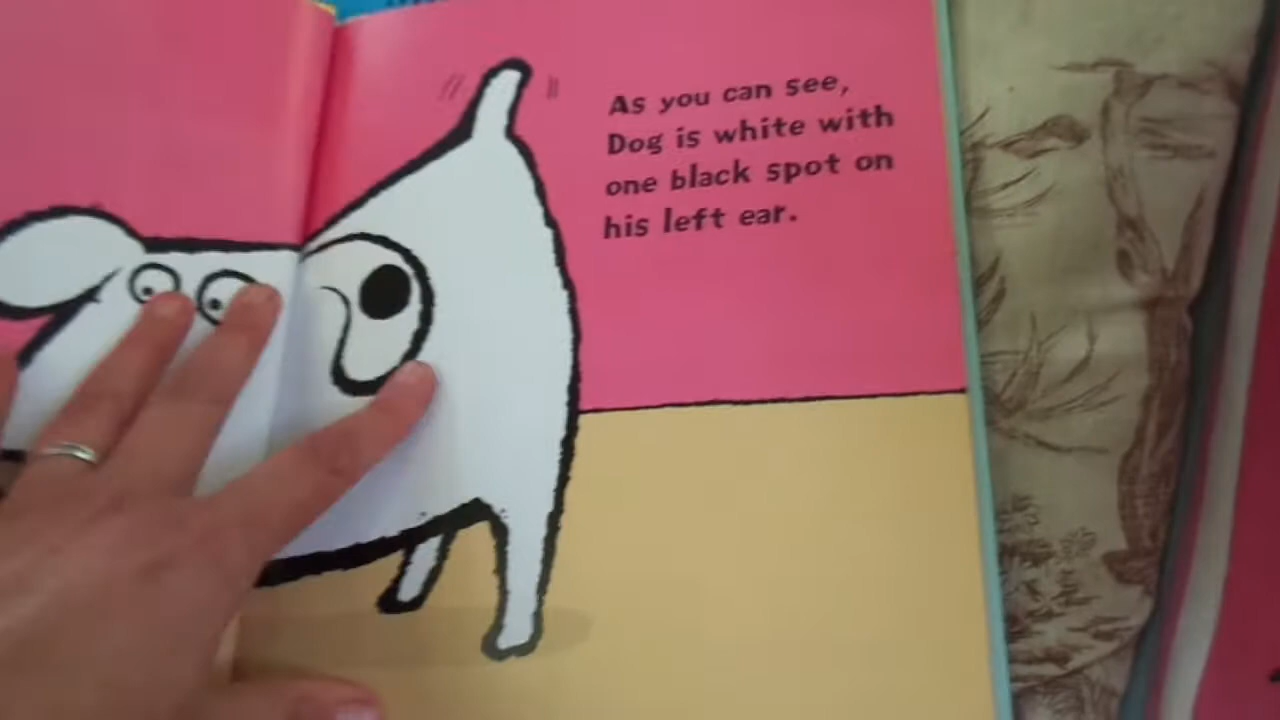 As you can see,
Dog is white with
one black spot on
his left ear.